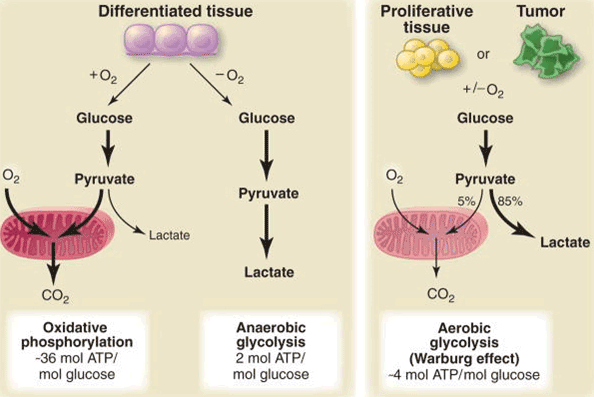 Differentiated tissue
+O2
−O2
Glucose
Glucose
O2
Pyruvate
Pyruvate
Lactate
Lactate
CO2
Oxidative
phosphorylation
-36 mol ATP/
mol glucose
Anaerobic
glycolysis
2 mol ATP/
mol glucose
Proliferative
tissue
or
Tumor
+/−O2
Glucose
O2
Pyruvate
5%
85%
Lactate
CO2
Aerobic
glycolysis
(Warburg effect)
-4 mol ATP/mol glucose